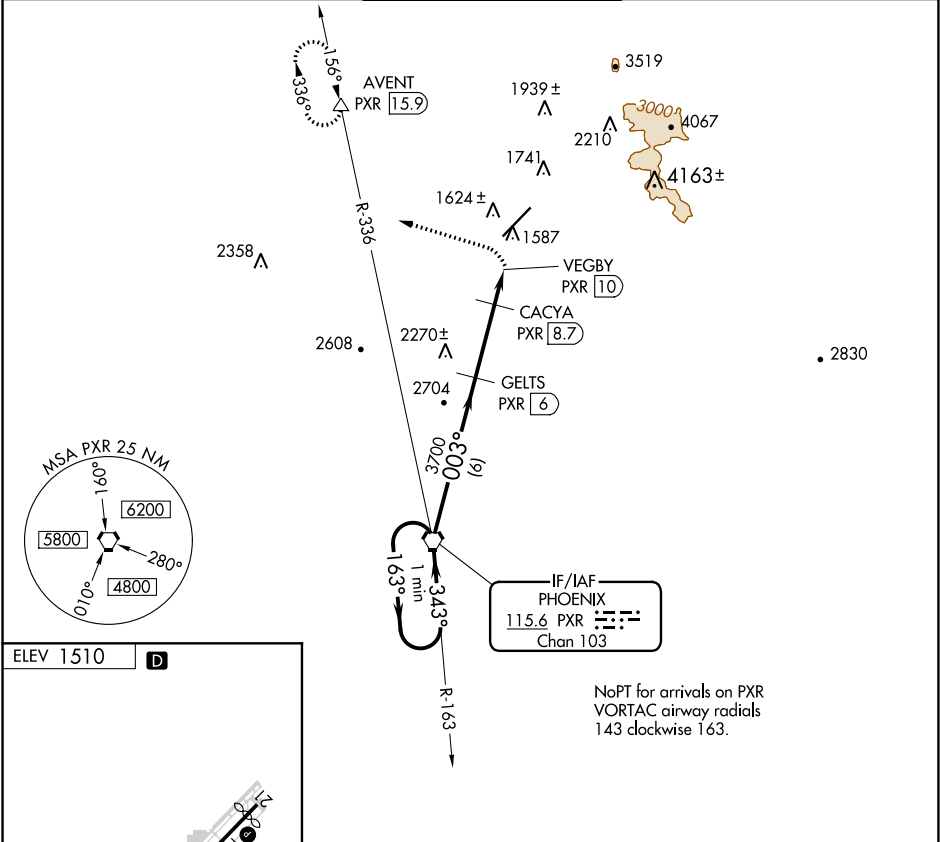 3519
156°
336°
AVENT
PXR 15.9
1939 ±
3000
4067
2210
1741
4163±
R-336
1624 ±
1587
2358
VEGBY
PXR 10
CACYA
PXR 8.7
2608
2270±
2830
GELTS
PXR 6
2704
3700
003°
(6)
MSA PXR 25 NM
160°
6200
5800
280°
4800
010°
163°
1 min
343°
IF/IAF
PHOENIX
115.6 PXR
Chan 103
R-163
ELEV 1510
D
NoPT for arrivals on PXR
VORTAC airway radials
143 clockwise 163.
21
P